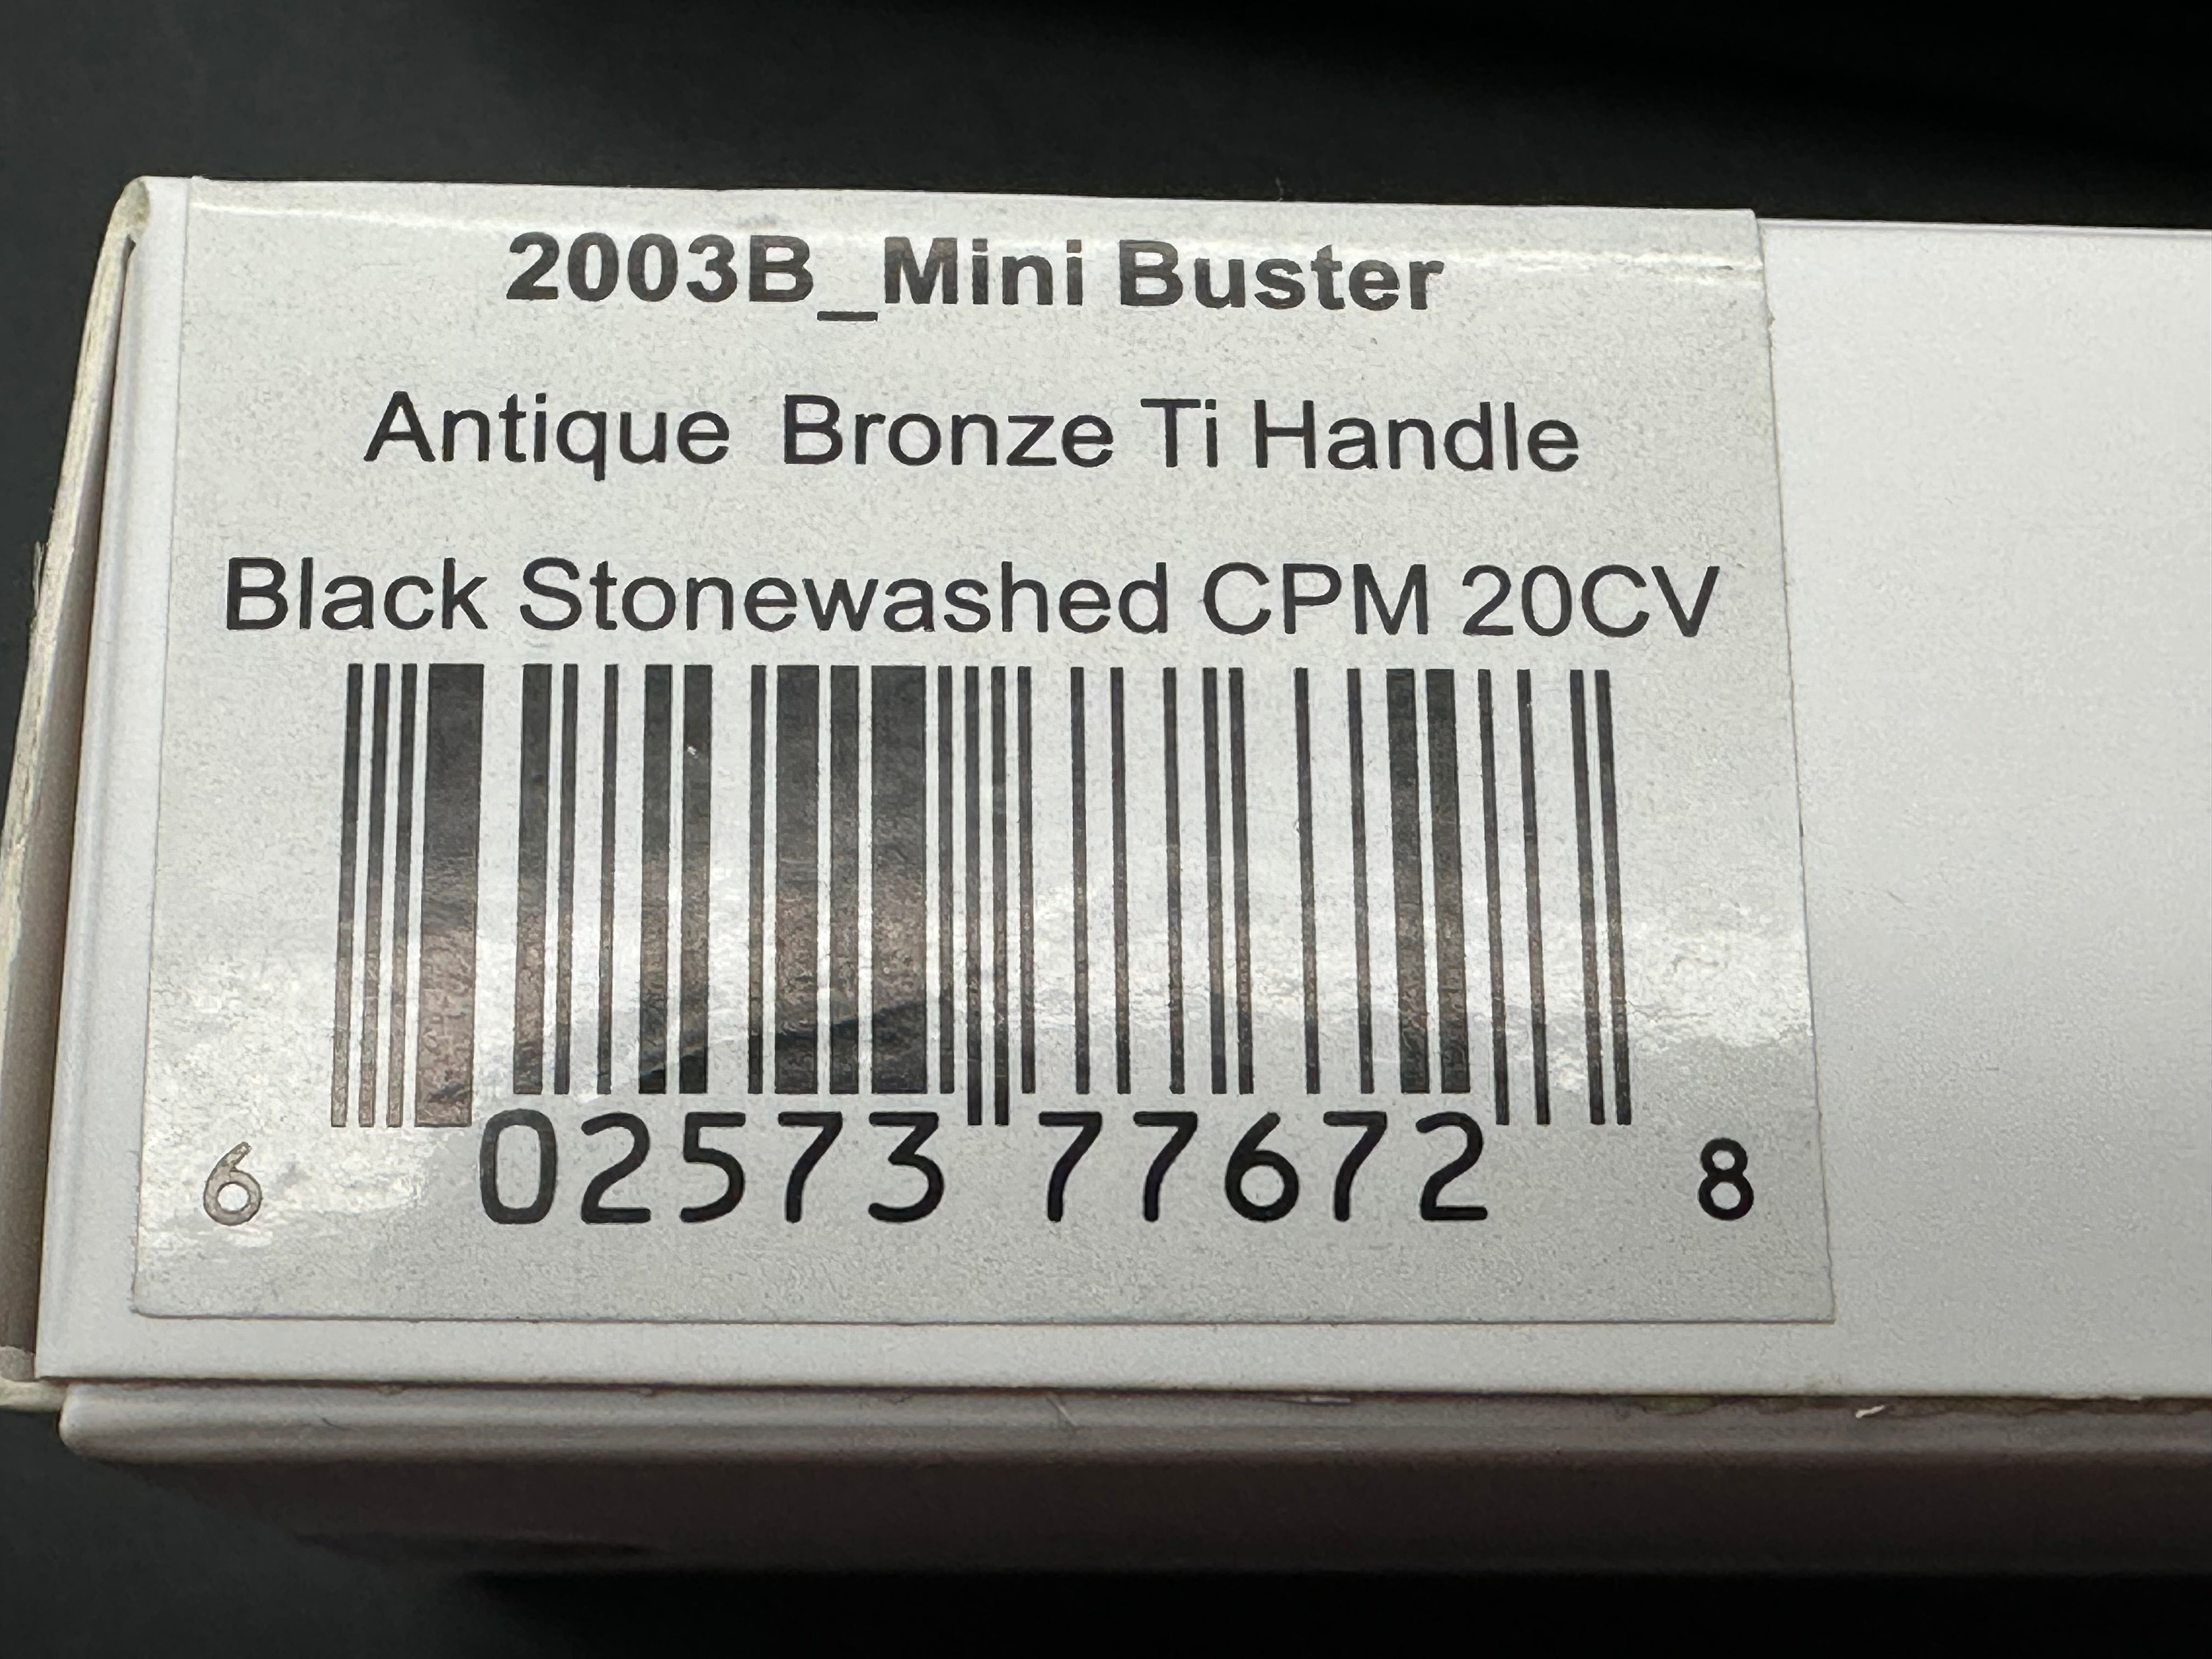 2003B_Mini Buster
Antique Bronze Ti Handle
Black Stonewashed CPM 20CV
6 02573 77672 8